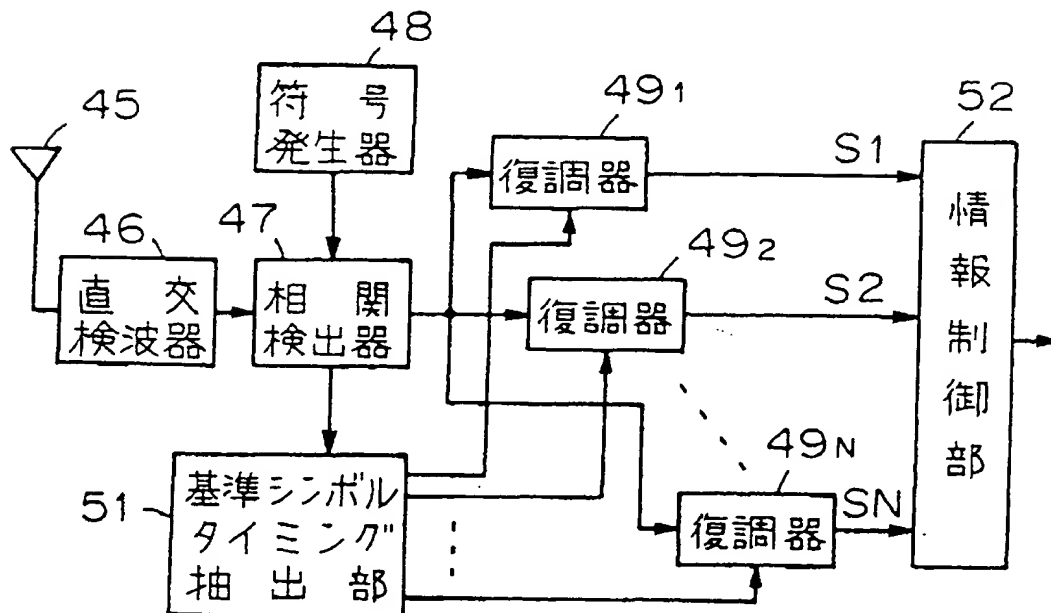 48
符号
発生器
45
46
直交
検波器
47
相関
検出器
49₁
復調器
S1
49₂
復調器
S2
49N
復調器
SN
52
情報制御部
51
基準シンボル
タイミング
抽出部